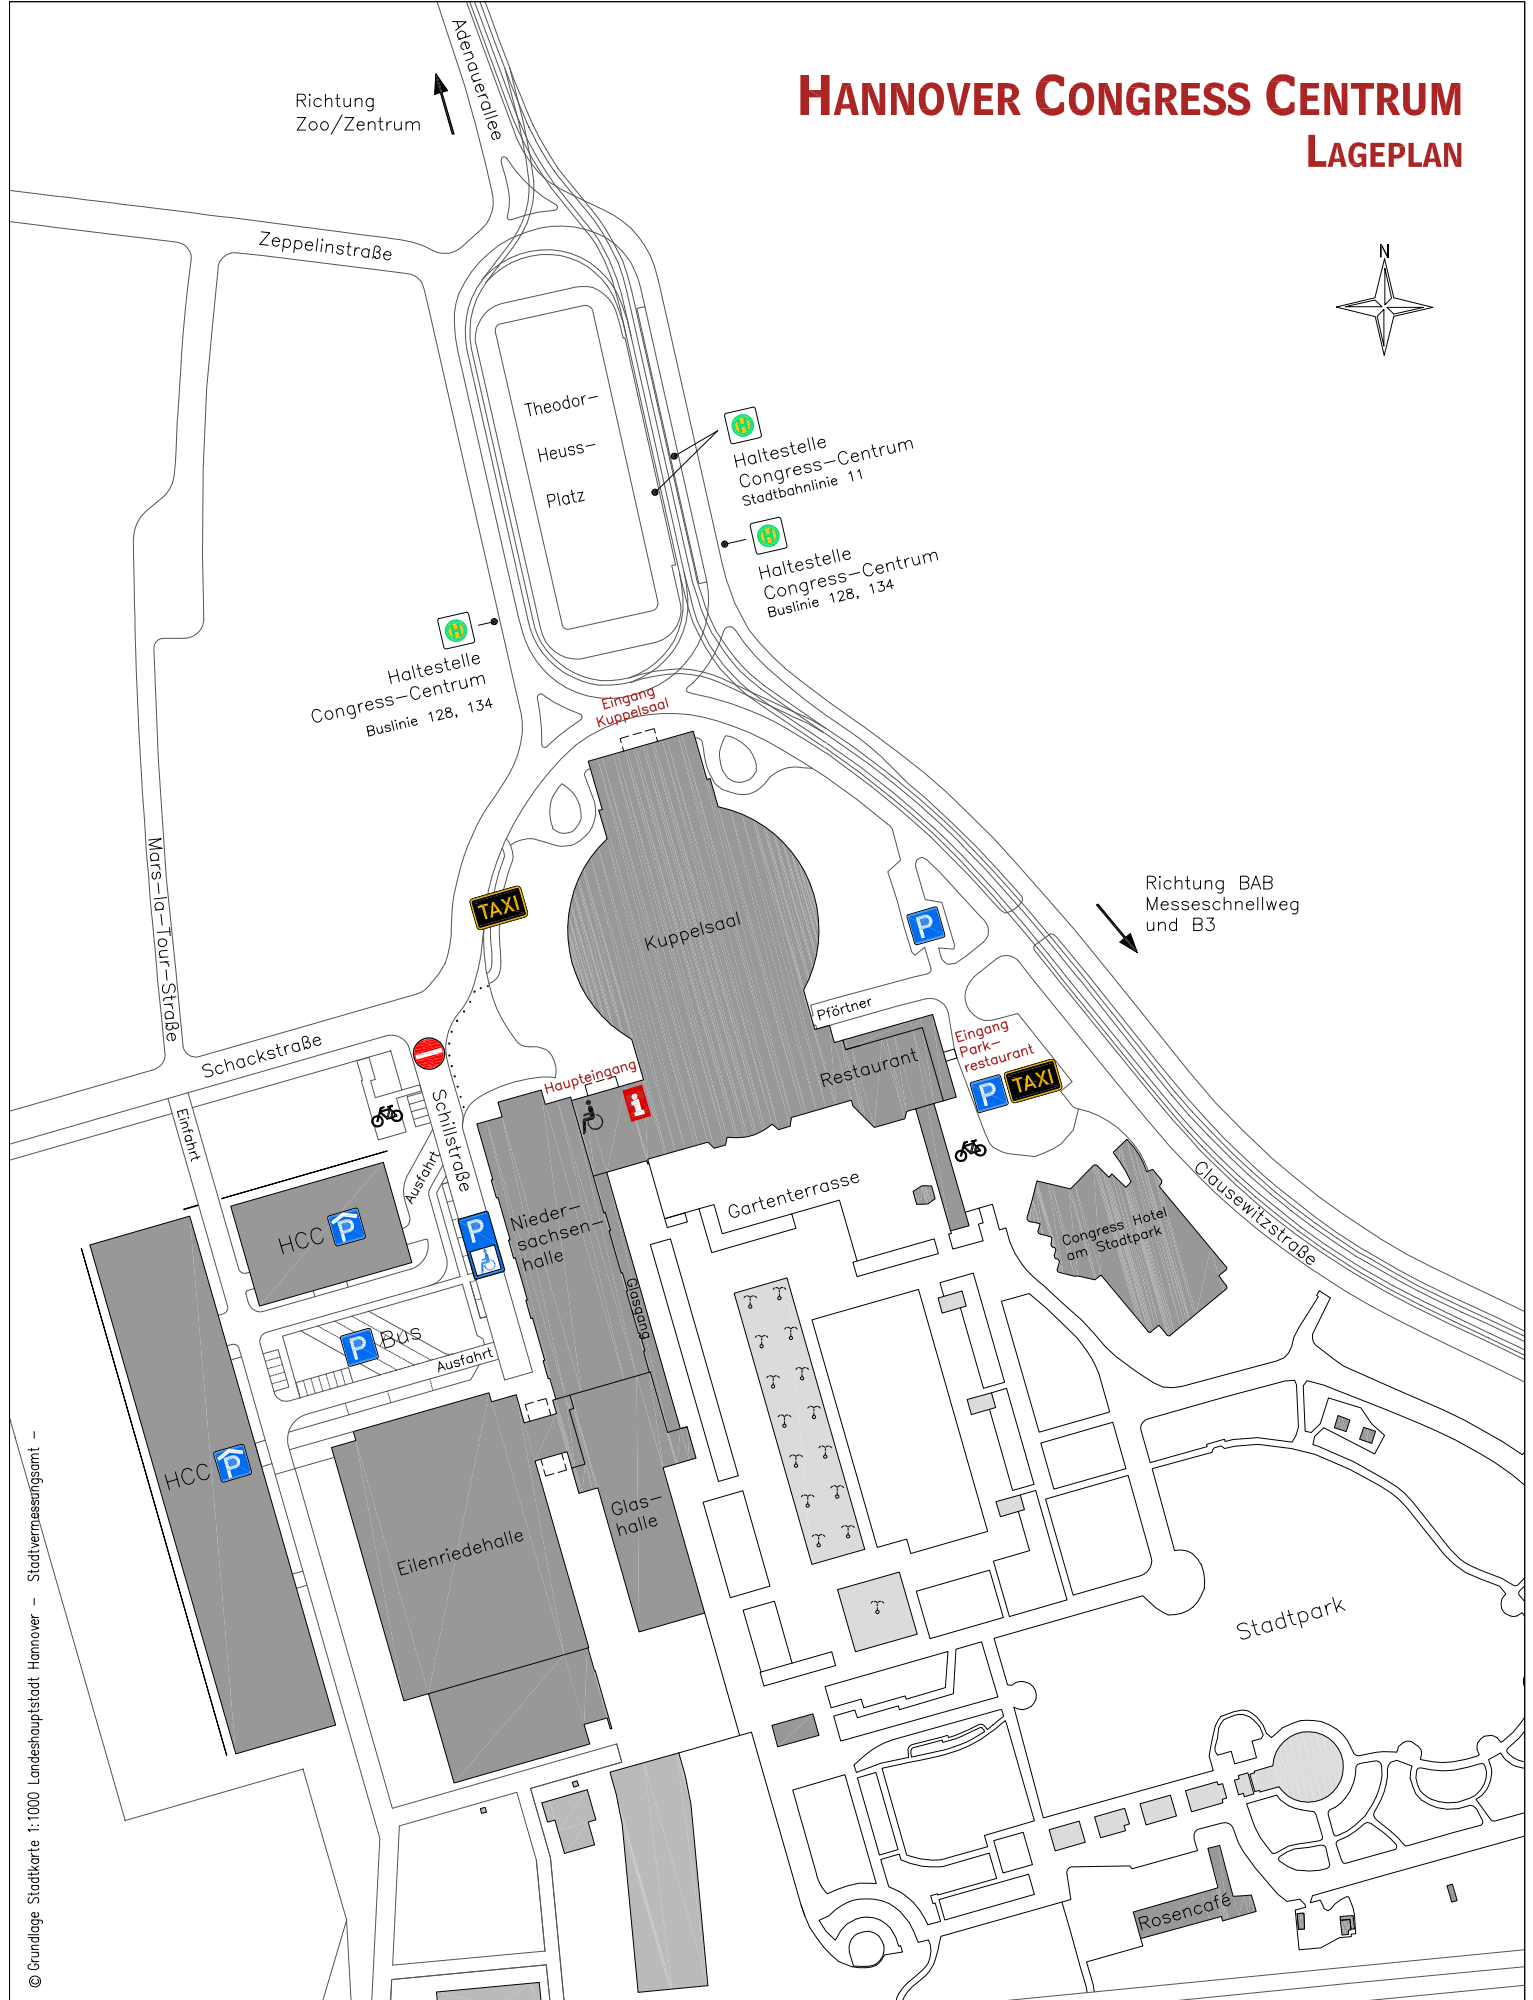 HANNOVER CONGRESS CENTRUM
LAGEPLAN
Adenauerallee
Richtung
Zoo/Zentrum
Zeppelinstraße
N
Theodor-
Heuss-
Platz
H
Haltestelle
Congress-Centrum
Stadtbahnlinie 11
H
Haltestelle
Congress-Centrum
Buslinie 128, 134
H
Haltestelle
Congress-Centrum
Buslinie 128, 134
Eingang
Kuppelsaal
Mars-la-Tour-Straße
TAXI
Kuppelsaal
P
Richtung BAB
Messeschnellweg
und B3
Pförtner
Schackstraße
Eingang
Park-
restaurant
P
TAXI
Restaurant
Haupteingang
i
Einfahrt
Schillstraße
Ausfahrt
Gartenterrasse
Clausewitzstraße
Congress Hotel
am Stadtpark
HCC
P
P
Nieder-
sachsen-
halle
Glasgang
P
Bus
Ausfahrt
HCC
P
Glas-
halle
Eilenriedehalle
Stadtpark
Rosencafé
© Grundlage Stadtkarte 1:1000 Landeshauptstadt Hannover - Stadtvermessungsamt -